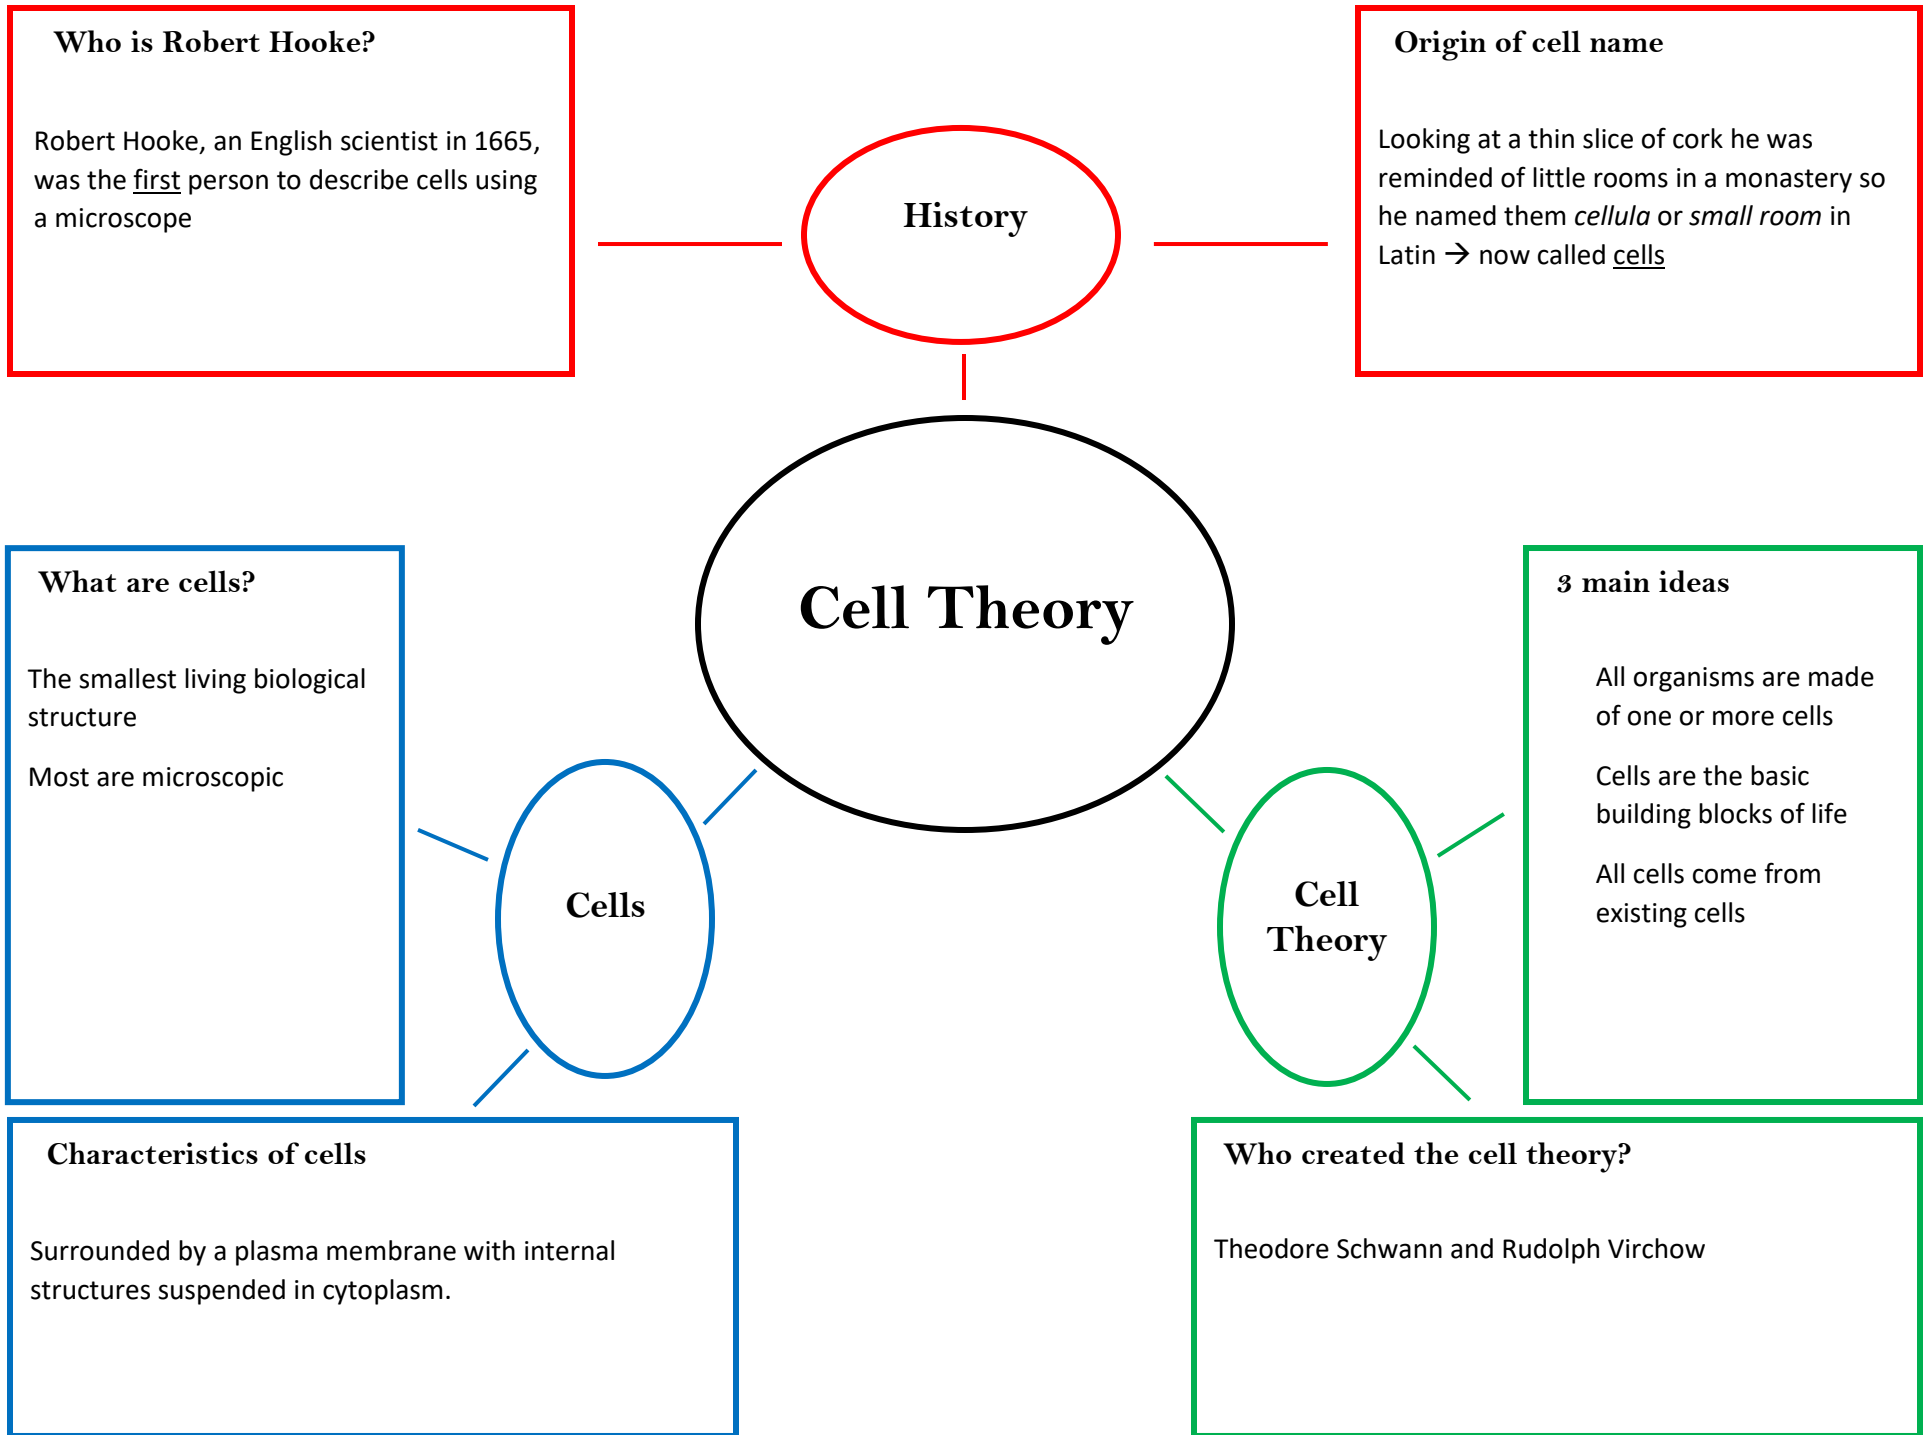 Who is Robert Hooke?
Robert Hooke, an English scientist in 1665,
was the first person to describe cells using
a microscope
History
Origin of cell name
Looking at a thin slice of cork he was
reminded of little rooms in a monastery so
he named them cellula or small room in
Latin → now called cells
Cell Theory
What are cells?
The smallest living biological
structure
Most are microscopic
Cells
Cell
Theory
3 main ideas
All organisms are made
of one or more cells
Cells are the basic
building blocks of life
All cells come from
existing cells
Characteristics of cells
Surrounded by a plasma membrane with internal
structures suspended in cytoplasm.
Who created the cell theory?
Theodore Schwann and Rudolph Virchow